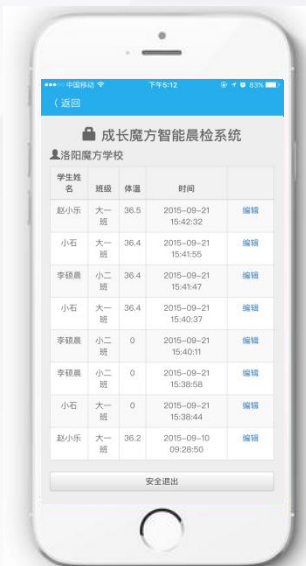 中国移动 下午5:12 83%
〈返回
成长魔方智能晨检系统
洛阳魔方学校
学生姓名 班级 体温 时间
赵小乐 大一班 36.5 2015-09-21 15:42:32 编辑
小石 大一班 36.4 2015-09-21 15:41:55 编辑
李硕晨 小二班 36.4 2015-09-21 15:41:47 编辑
小石 大一班 36.4 2015-09-21 15:40:37 编辑
李硕晨 小二班 0 2015-09-21 15:40:11 编辑
李硕晨 小二班 0 2015-09-21 15:38:58 编辑
小石 大一班 0 2015-09-21 15:38:44 编辑
赵小乐 大一班 36.2 2015-09-10 09:28:50 编辑
安全退出